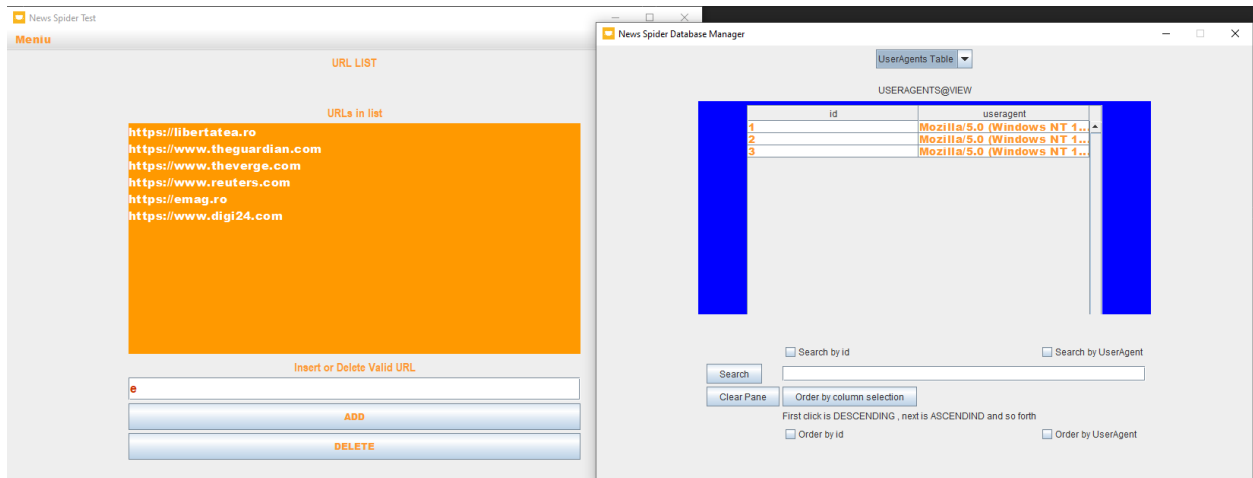 News Spider Test
Meniu
URL LIST
URLs in list
https://libertatea.ro
https://www.theguardian.com
https://www.theverge.com
https://www.reuters.com
https://emag.ro
https://www.digi24.com
Insert or Delete Valid URL
e
ADD
DELETE
News Spider Database Manager
UserAgents Table
USERAGENTS@VIEW
id useragent
1 Mozilla/5.0 (Windows NT 1...
2 Mozilla/5.0 (Windows NT 1...
3 Mozilla/5.0 (Windows NT 1...
Search by id Search by UserAgent
Search
Clear Pane Order by column selection
First click is DESCENDING , next is ASCENDIND and so forth
Order by id Order by UserAgent